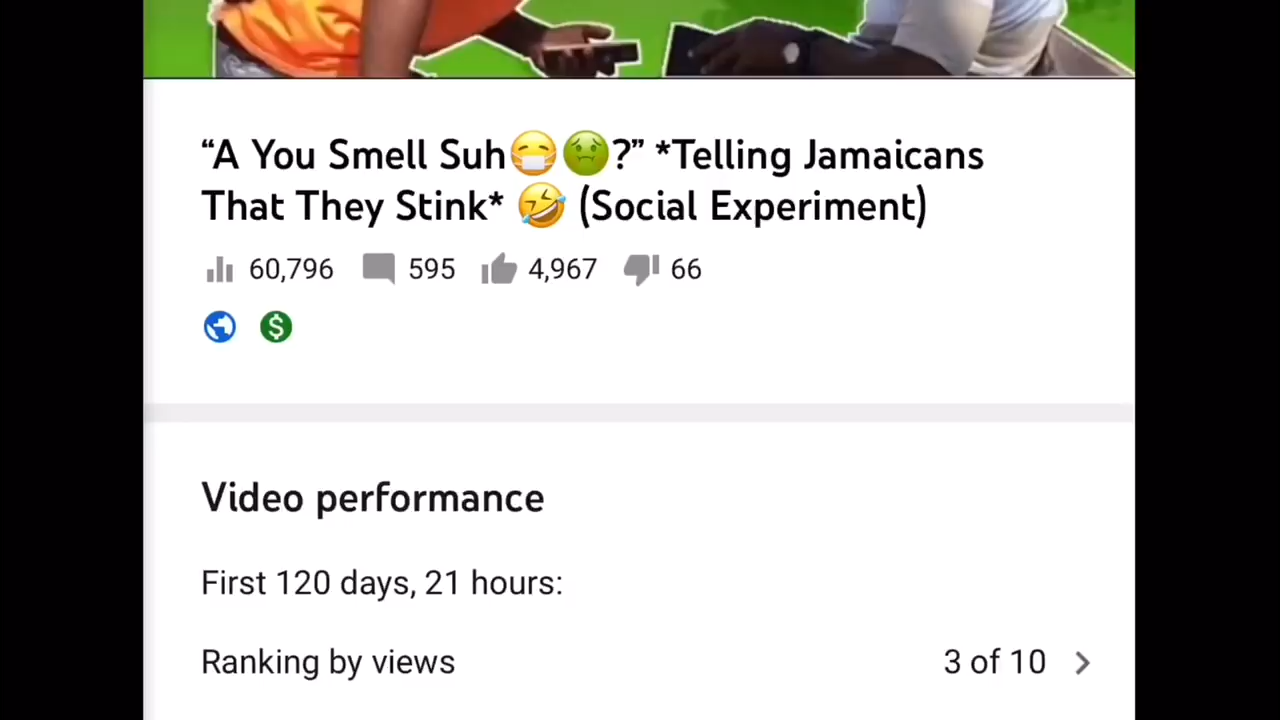 “A You Smell Suh😷🤢?” *Telling Jamaicans
That They Stink* 🤣 (Social Experiment)
60,796 595 4,967 66
Video performance
First 120 days, 21 hours:
Ranking by views 3 of 10